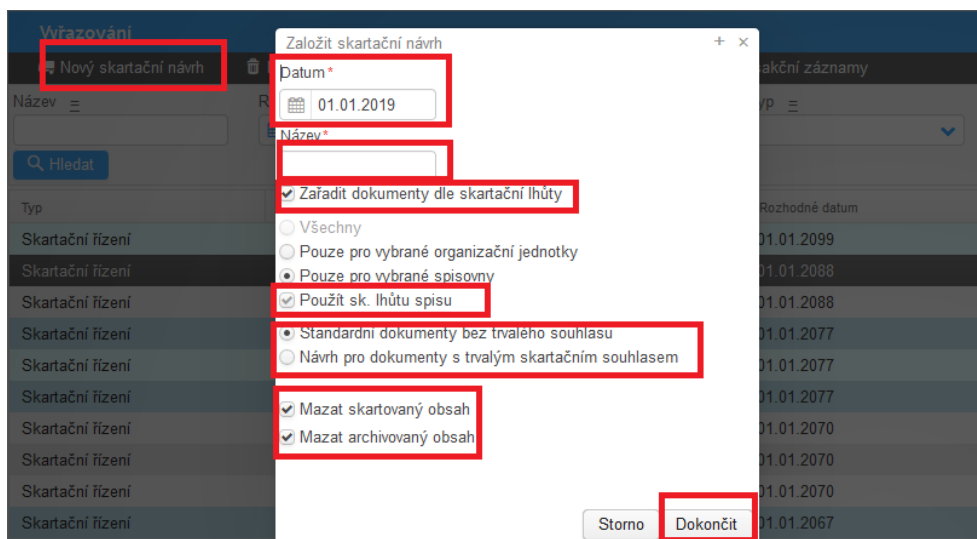 Vyřazování
Nový skartační návrh
akční záznamy
Název
Hledat
Typ
Rozhodné datum
Skartační řízení 01.01.2099
Skartační řízení 01.01.2088
Skartační řízení 01.01.2088
Skartační řízení 01.01.2077
Skartační řízení 01.01.2077
Skartační řízení 01.01.2077
Skartační řízení 01.01.2070
Skartační řízení 01.01.2070
Skartační řízení 01.01.2070
Skartační řízení 01.01.2067
Založit skartační návrh
Datum*
01.01.2019
Název*
Zařadit dokumenty dle skartační lhůty
Všechny
Pouze pro vybrané organizační jednotky
Pouze pro vybrané spisovny
Použít sk. lhůtu spisu
Standardní dokumenty bez trvalého souhlasu
Návrh pro dokumenty s trvalým skartačním souhlasem
Mazat skartovaný obsah
Mazat archivovaný obsah
Storno
Dokončit